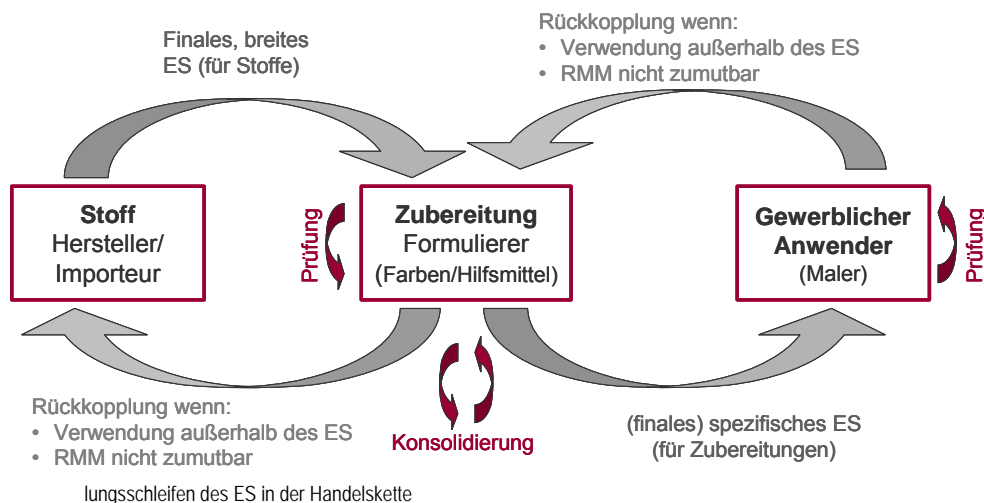 Finales, breites
ES (für Stoffe)
Rückkopplung wenn:
• Verwendung außerhalb des ES
• RMM nicht zumutbar
Stoff
Hersteller/
Importeur
Prüfung
Zubereitung
Formulierer
(Farben/Hilfsmittel)
Gewerblicher
Anwender
(Maler)
Prüfung
Rückkopplung wenn:
• Verwendung außerhalb des ES
• RMM nicht zumutbar
Konsolidierung
(finales) spezifisches ES
(für Zubereitungen)
lungsschleifen des ES in der Handelskette